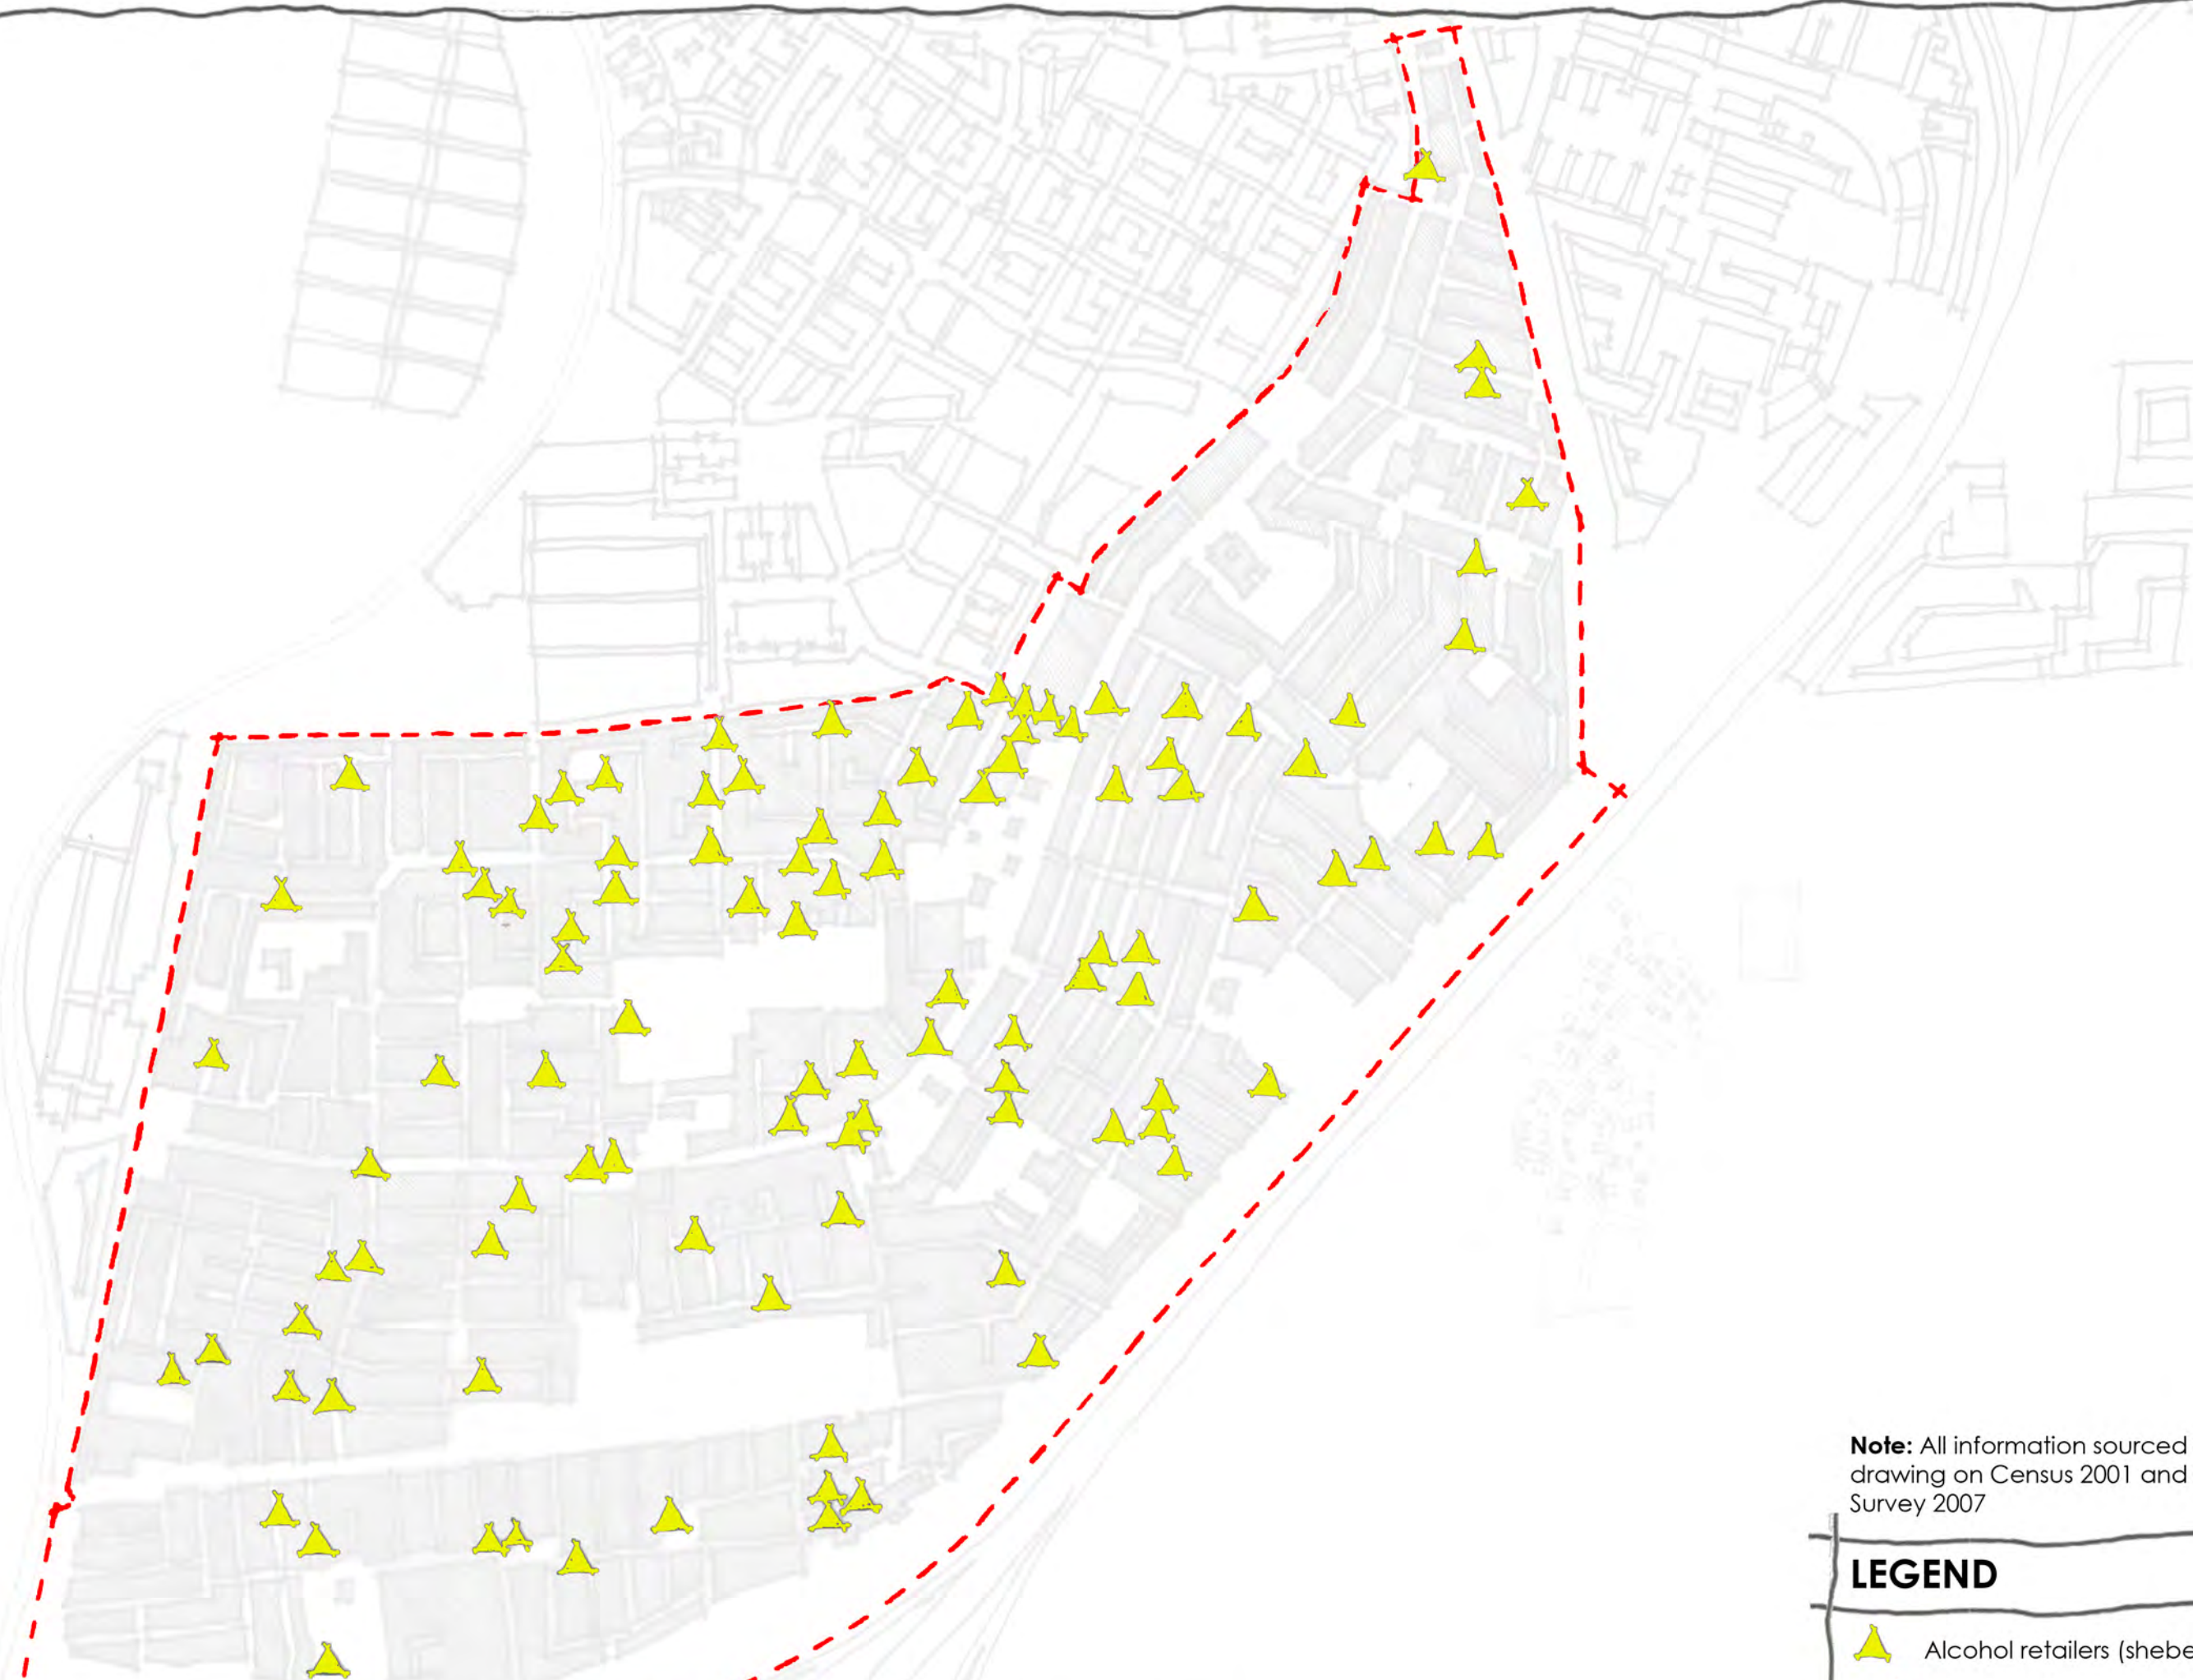 Note: All information sourced
drawing on Census 2001 and
Survey 2007
LEGEND
Alcohol retailers (shebe